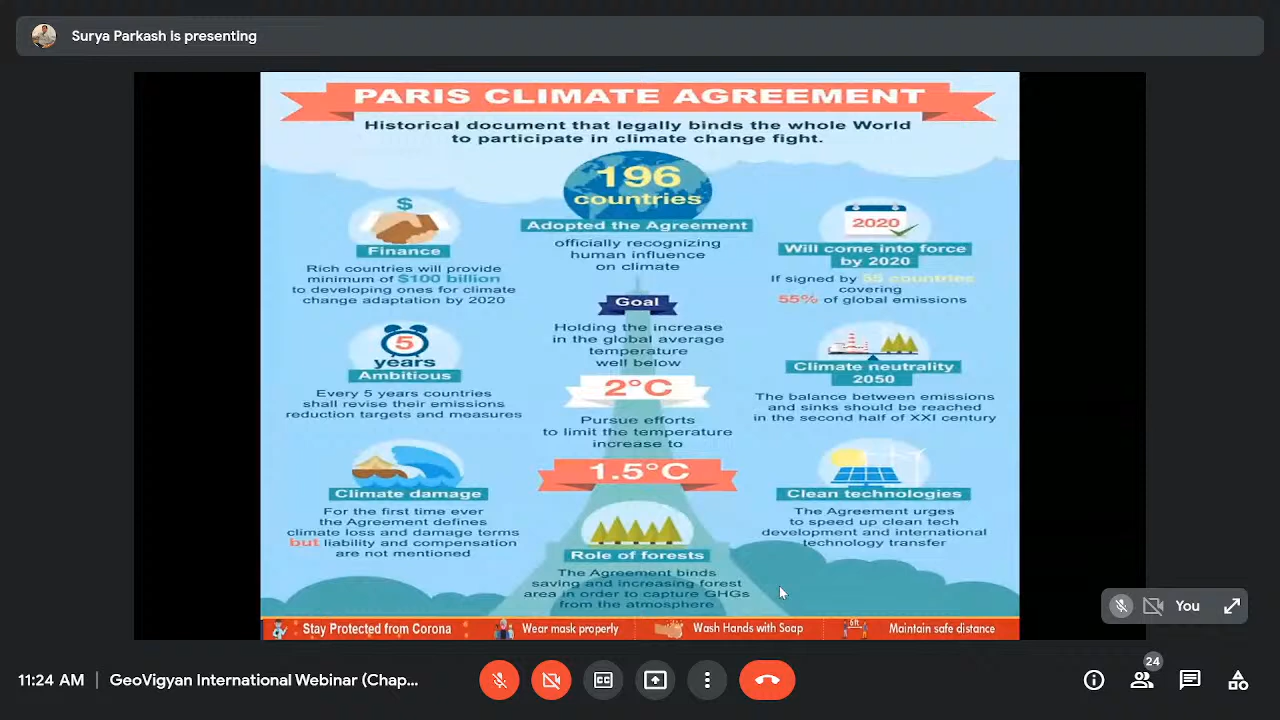 Surya Parkash is presenting
PARIS CLIMATE AGREEMENT
Historical document that legally binds the whole World
to participate in climate change fight.
196
countries
Adopted the Agreement
officially recognizing
human influence
on climate
$
Finance
Rich countries will provide
minimum of $100 billion
to developing ones for climate
change adaptation by 2020
2020
Will come into force
by 2020
If signed by 55 countries
covering
55% of global emissions
Goal
Holding the increase
in the global average
temperature
well below
2°C
Pursue efforts
to limit the temperature
increase to
1.5°C
5
years
Ambitious
Every 5 years countries
shall revise their emissions
reduction targets and measures
Climate neutrality
2050
The balance between emissions
and sinks should be reached
in the second half of XXI century
Climate damage
For the first time ever
the Agreement defines
climate loss and damage terms
but liability and compensation
are not mentioned
Clean technologies
The Agreement urges
to speed up clean tech
development and international
technology transfer
Role of forests
The Agreement binds
saving and increasing forest
area in order to capture GHGs
from the atmosphere
Stay Protected from Corona
Wear mask properly
Wash Hands with Soap
6ft
Maintain safe distance
You
11:24 AM | GeoVigyan International Webinar (Chap...
24